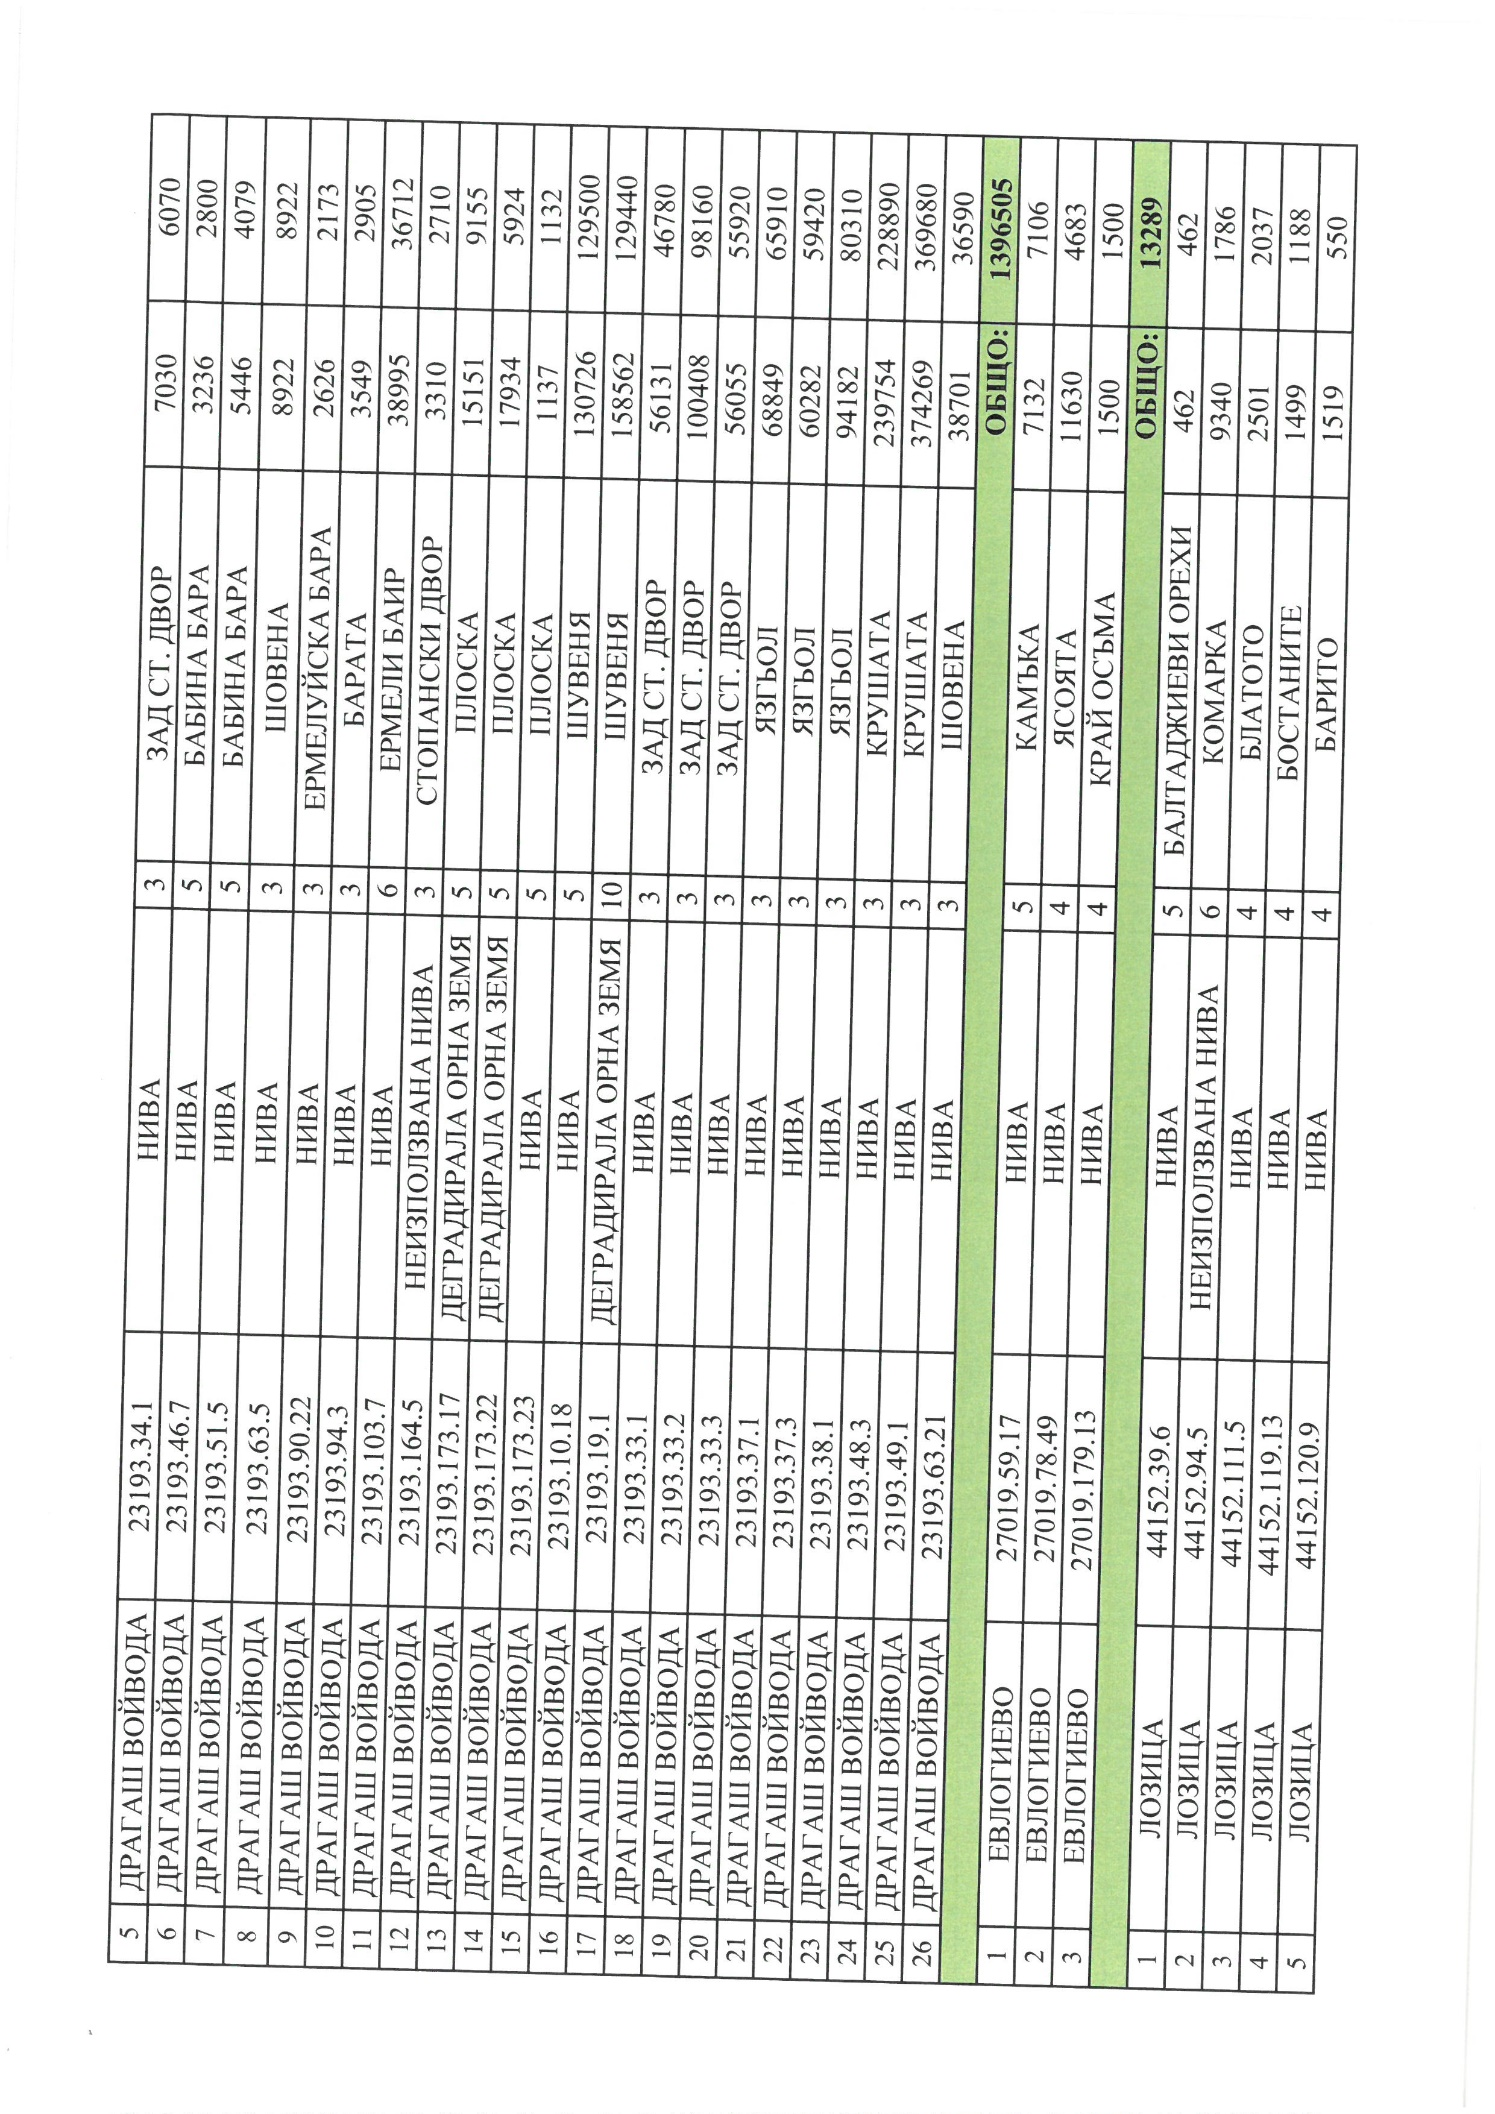 5 ДРАГАШ ВОЙВОДА 23193.34.1 НИВА 3 ЗАД СТ. ДВОР 7030 6070
6 ДРАГАШ ВОЙВОДА 23193.46.7 НИВА 5 БАБИНА БАРА 3236 2800
7 ДРАГАШ ВОЙВОДА 23193.51.5 НИВА 5 БАБИНА БАРА 5446 4079
8 ДРАГАШ ВОЙВОДА 23193.63.5 НИВА 3 ШОВЕНА 8922 8922
9 ДРАГАШ ВОЙВОДА 23193.90.22 НИВА 3 ЕРМЕЛУЙСКА БАРА 2626 2173
10 ДРАГАШ ВОЙВОДА 23193.94.3 НИВА 3 БАРАТА 3549 2905
11 ДРАГАШ ВОЙВОДА 23193.103.7 НИВА 6 ЕРМЕЛИ БАИР 38995 36712
12 ДРАГАШ ВОЙВОДА 23193.164.5 НЕИЗПОЛЗВАНА НИВА 3 СТОПАНСКИ ДВОР 3310 2710
13 ДРАГАШ ВОЙВОДА 23193.173.17 ДЕГРАДИРАЛА ОРНА ЗЕМЯ 5 ПЛОСКА 15151 9155
14 ДРАГАШ ВОЙВОДА 23193.173.22 ДЕГРАДИРАЛА ОРНА ЗЕМЯ 5 ПЛОСКА 17934 5924
15 ДРАГАШ ВОЙВОДА 23193.173.23 НИВА 5 ПЛОСКА 1137 1132
16 ДРАГАШ ВОЙВОДА 23193.10.18 НИВА 5 ШУВЕНЯ 130726 129500
17 ДРАГАШ ВОЙВОДА 23193.19.1 ДЕГРАДИРАЛА ОРНА ЗЕМЯ 10 ШУВЕНЯ 158562 129440
18 ДРАГАШ ВОЙВОДА 23193.33.1 НИВА 3 ЗАД СТ. ДВОР 56131 46780
19 ДРАГАШ ВОЙВОДА 23193.33.2 НИВА 3 ЗАД СТ. ДВОР 100408 98160
20 ДРАГАШ ВОЙВОДА 23193.33.3 НИВА 3 ЗАД СТ. ДВОР 56055 55920
21 ДРАГАШ ВОЙВОДА 23193.37.1 НИВА 3 ЯЗГЬОЛ 68849 65910
22 ДРАГАШ ВОЙВОДА 23193.37.3 НИВА 3 ЯЗГЬОЛ 60282 59420
23 ДРАГАШ ВОЙВОДА 23193.38.1 НИВА 3 ЯЗГЬОЛ 94182 80310
24 ДРАГАШ ВОЙВОДА 23193.48.3 НИВА 3 КРУШАТА 239754 228890
25 ДРАГАШ ВОЙВОДА 23193.49.1 НИВА 3 КРУШАТА 374269 369680
26 ДРАГАШ ВОЙВОДА 23193.63.21 НИВА 3 ШОВЕНА 38701 36590
ОБЩО: 1396505
1 ЕВЛОГИЕВО 27019.59.17 НИВА 5 КАМЪКА 7132 7106
2 ЕВЛОГИЕВО 27019.78.49 НИВА 4 ЯСОЯТА 11630 4683
3 ЕВЛОГИЕВО 27019.179.13 НИВА 4 КРАЙ ОСЪМА 1500 1500
ОБЩО: 13289
1 ЛОЗИЦА 44152.39.6 НИВА 5 БАЛТАДЖИЕВИ ОРЕХИ 462 462
2 ЛОЗИЦА 44152.94.5 НЕИЗПОЛЗВАНА НИВА 6 КОМАРКА 9340 1786
3 ЛОЗИЦА 44152.111.5 НИВА 4 БЛАТОТО 2501 2037
4 ЛОЗИЦА 44152.119.13 НИВА 4 БОСТАНИТЕ 1499 1188
5 ЛОЗИЦА 44152.120.9 НИВА 4 БАРИТО 1519 550